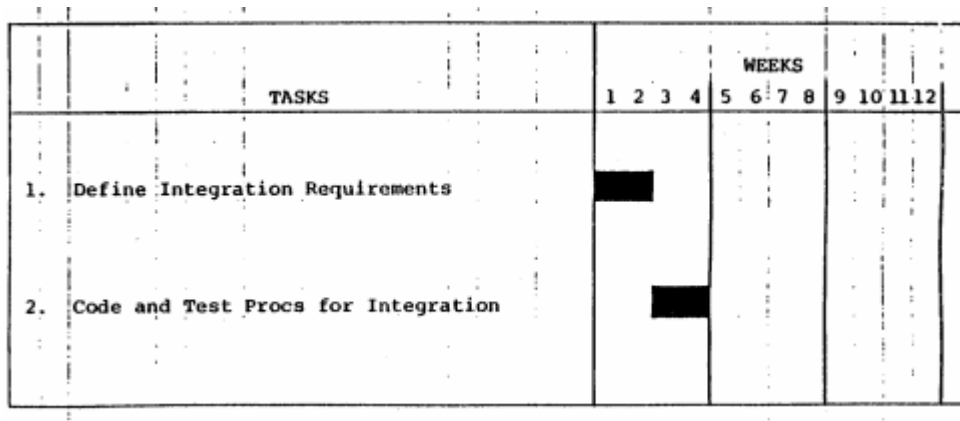 WEEKS
TASKS 1 2 3 4 5 6 7 8 9 10 11 12
1. Define Integration Requirements
2. Code and Test Procs for Integration